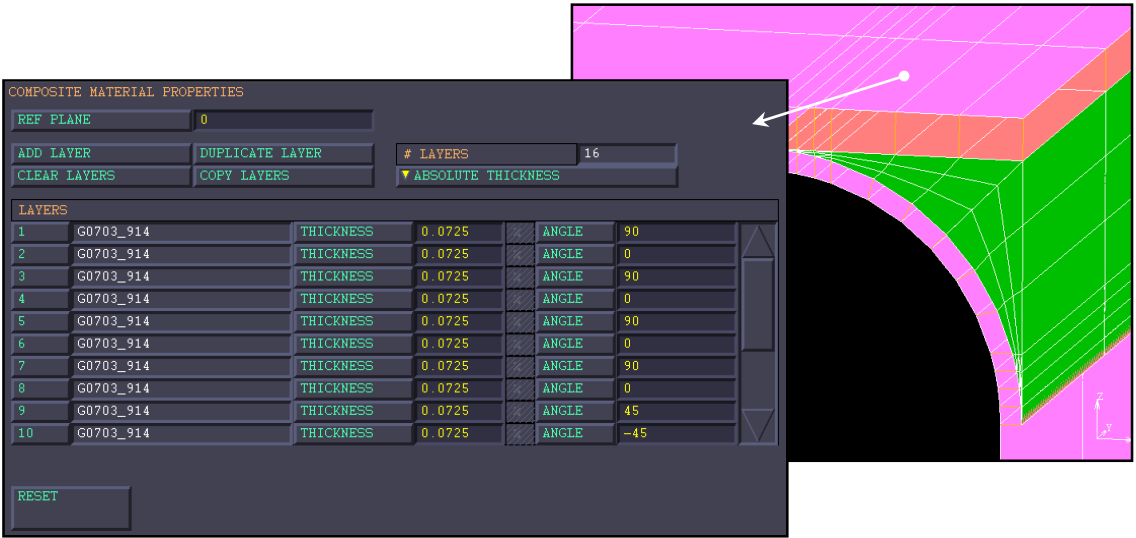 COMPOSITE MATERIAL PROPERTIES
REF PLANE 0
ADD LAYER DUPLICATE LAYER # LAYERS 16
CLEAR LAYERS COPY LAYERS ABSOLUTE THICKNESS
LAYERS
1 G0703_914 THICKNESS 0.0725 % ANGLE 90
2 G0703_914 THICKNESS 0.0725 % ANGLE 0
3 G0703_914 THICKNESS 0.0725 % ANGLE 90
4 G0703_914 THICKNESS 0.0725 % ANGLE 0
5 G0703_914 THICKNESS 0.0725 % ANGLE 90
6 G0703_914 THICKNESS 0.0725 % ANGLE 0
7 G0703_914 THICKNESS 0.0725 % ANGLE 90
8 G0703_914 THICKNESS 0.0725 % ANGLE 0
9 G0703_914 THICKNESS 0.0725 % ANGLE 45
10 G0703_914 THICKNESS 0.0725 % ANGLE -45
RESET
Z
Y